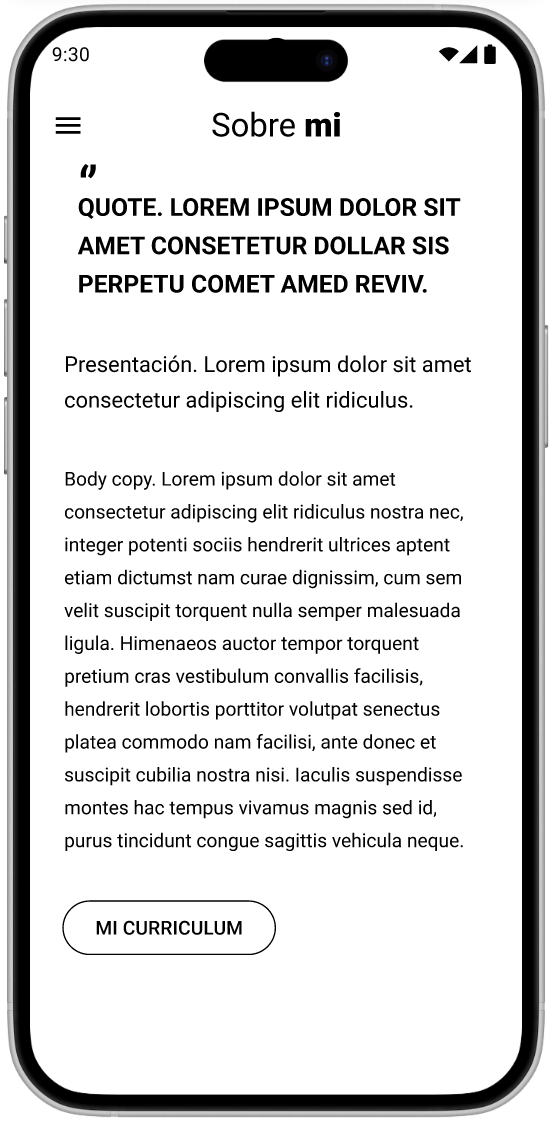 9:30
Sobre mi
"
QUOTE. LOREM IPSUM DOLOR SIT
AMET CONSETETUR DOLLAR SIS
PERPETU COMET AMED REVIV.
Presentación. Lorem ipsum dolor sit amet
consectetur adipiscing elit ridiculus.
Body copy. Lorem ipsum dolor sit amet
consectetur adipiscing elit ridiculus nostra nec,
integer potenti sociis hendrerit ultrices aptent
etiam dictumst nam curae dignissim, cum sem
velit suscipit torquent nulla semper malesuada
ligula. Himenaeos auctor tempor torquent
pretium cras vestibulum convallis facilisis,
hendrerit lobortis porttitor volutpat senectus
platea commodo nam facilisi, ante donec et
suscipit cubilia nostra nisi. Iaculis suspendisse
montes hac tempus vivamus magnis sed id,
purus tincidunt congue sagittis vehicula neque.
MI CURRICULUM